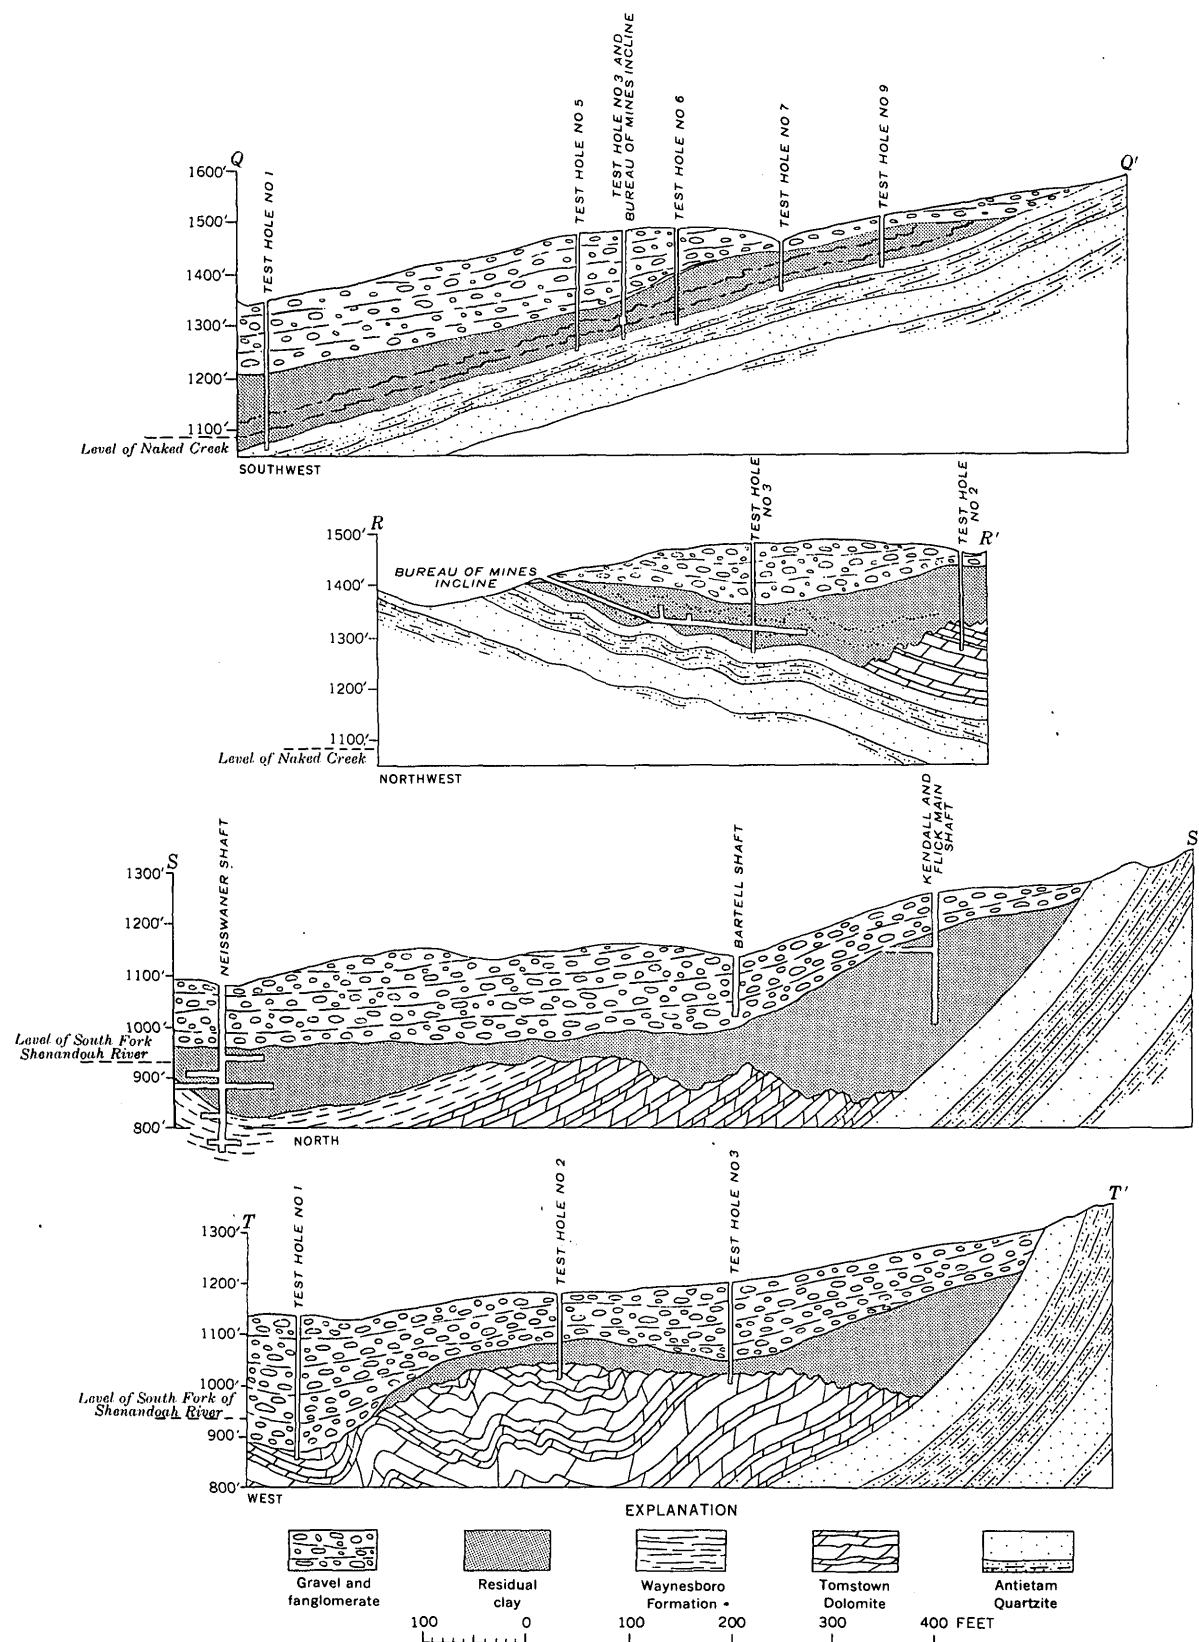 TEST HOLE NO 1
TEST HOLE NO 5
TEST HOLE NO 3 AND
BUREAU OF MINES INCLINE
TEST HOLE NO 6
TEST HOLE NO 7
TEST HOLE NO 9
Q
Q'
1600'
1500'
1400'
1300'
1200'
1100'
Level of Naked Creek
SOUTHWEST
TEST HOLE
NO 3
TEST HOLE
NO 2
R
R'
1500'
BUREAU OF MINES
INCLINE
1400'
1300'
1200'
1100'
Level of Naked Creek
NORTHWEST
NEISSWANER SHAFT
BARTELL SHAFT
KENDALL AND
FLICK MAIN
SHAFT
S
S
1300'
1200'
1100'
1000'
Level of South Fork
Shenandoah River
900'
800'
NORTH
TEST HOLE NO 1
TEST HOLE NO 2
TEST HOLE NO3
T
T'
1300'
1200'
1100'
1000'
Level of South Fork of
Shenandoah River
900'
800'
WEST
EXPLANATION
Gravel and
fanglomerate
Residual
clay
Waynesboro
Formation
Tomstown
Dolomite
Antietam
Quartzite
100 0 100 200 300 400 FEET